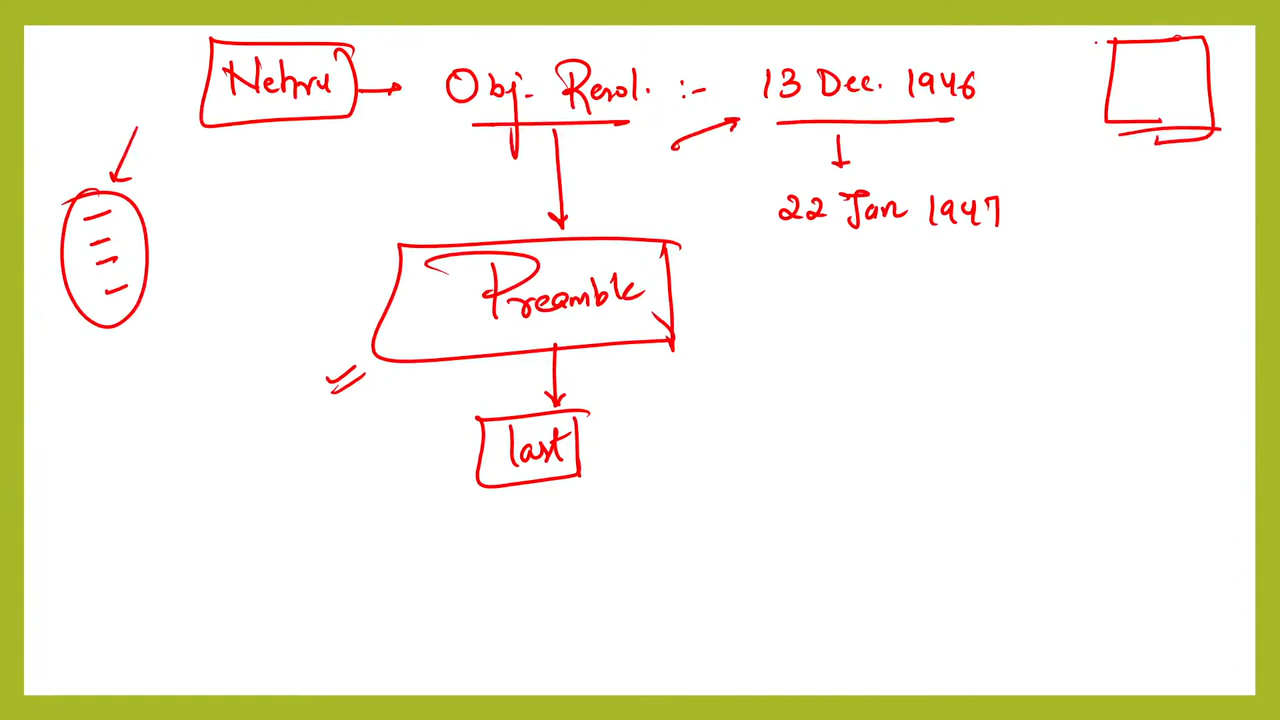 Nehru Obj. Resol. :- 13 Dec. 1946
22 Jan 1947
Preamble
last